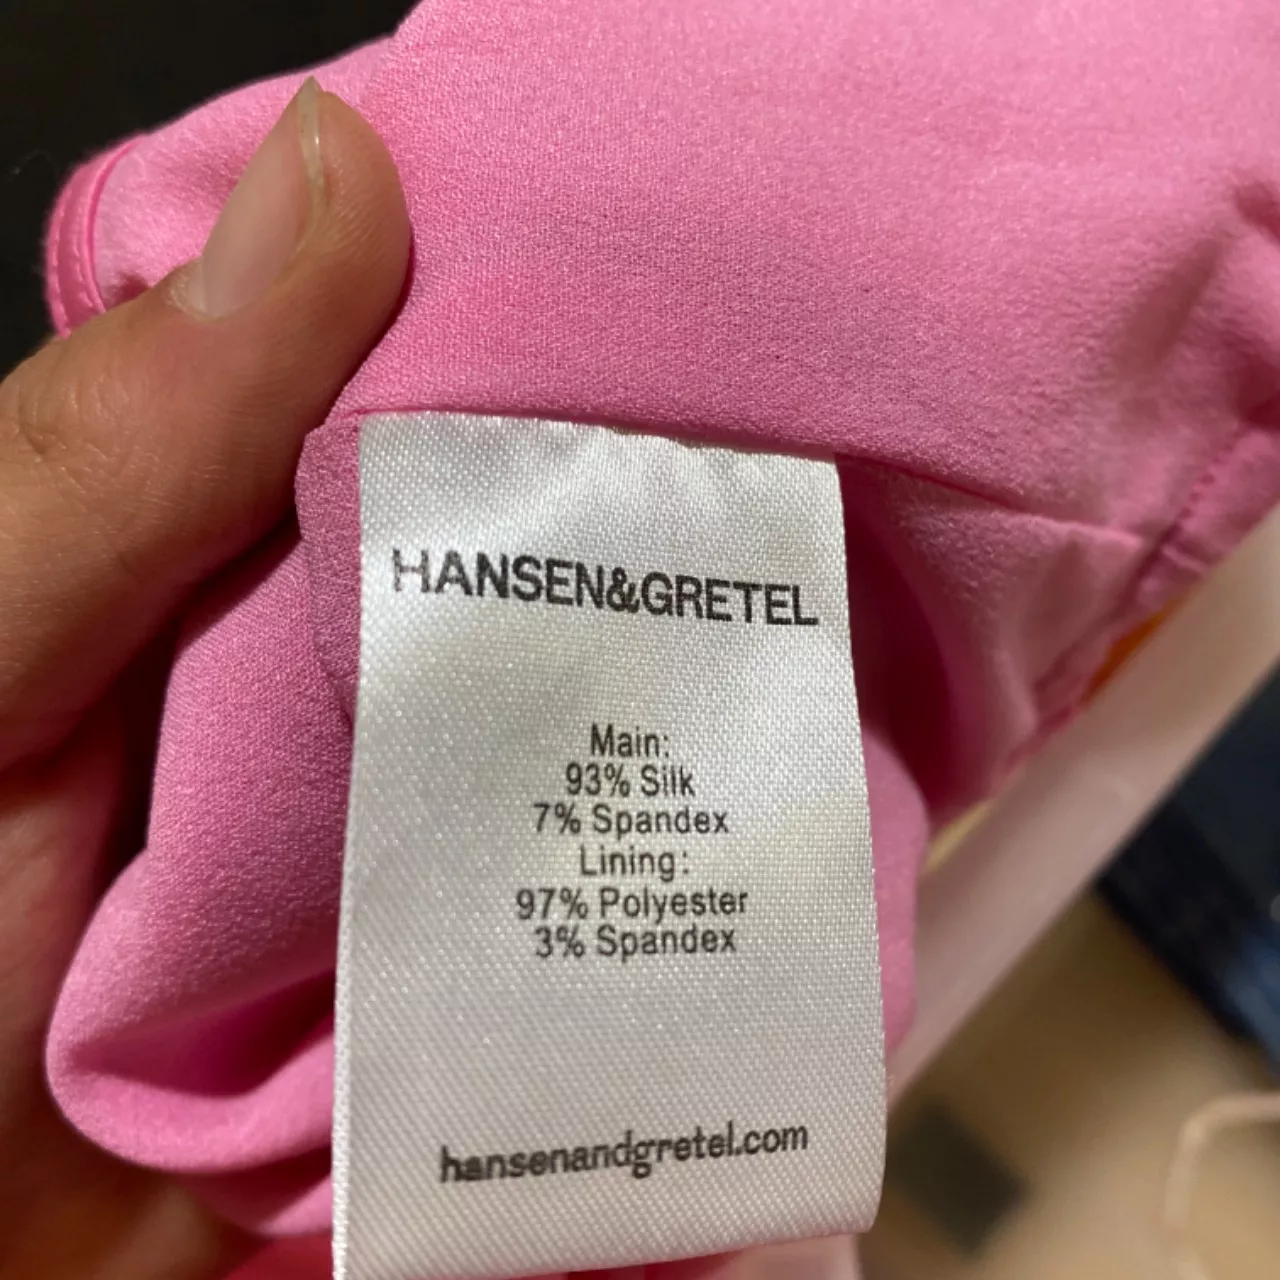 HANSEN&GRETEL
Main:
93% Silk
7% Spandex
Lining:
97% Polyester
3% Spandex
hansenandgretel.com